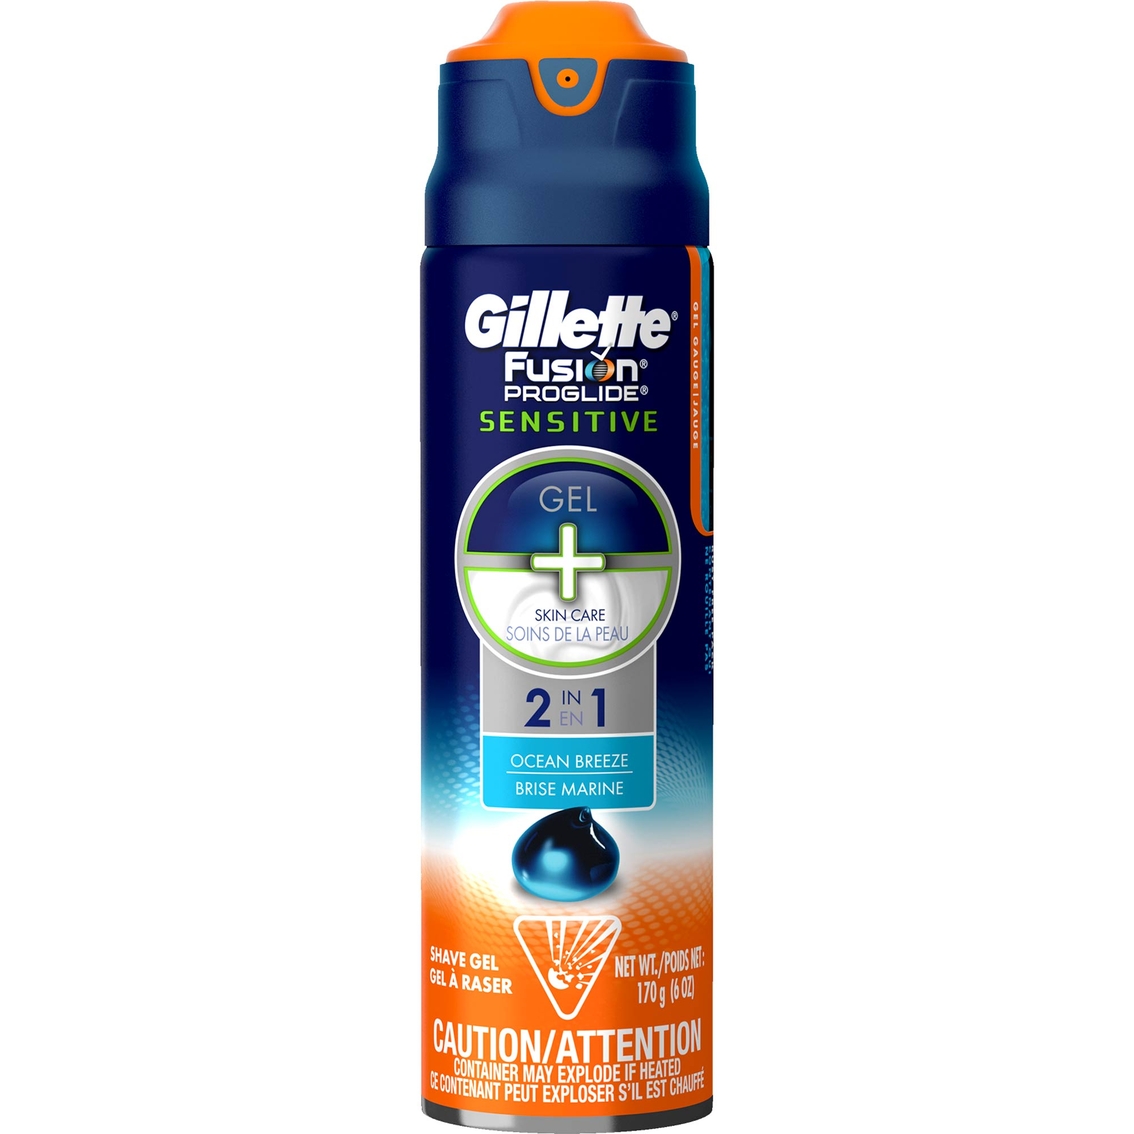 Gillette®
Fusion®
PROGLIDE®
SENSITIVE
GEL GAUGE|JAUGE
GEL
SKIN CARE
SOINS DE LA PEAU
2 IN 1
EN
OCEAN BREEZE
BRISE MARINE
SHAVE GEL
GEL À RASER
NET WT./POIDS NET:
170 g (6 OZ)
CAUTION/ATTENTION
CONTAINER MAY EXPLODE IF HEATED
CE CONTENANT PEUT EXPLOSER S'IL EST CHAUFFÉ